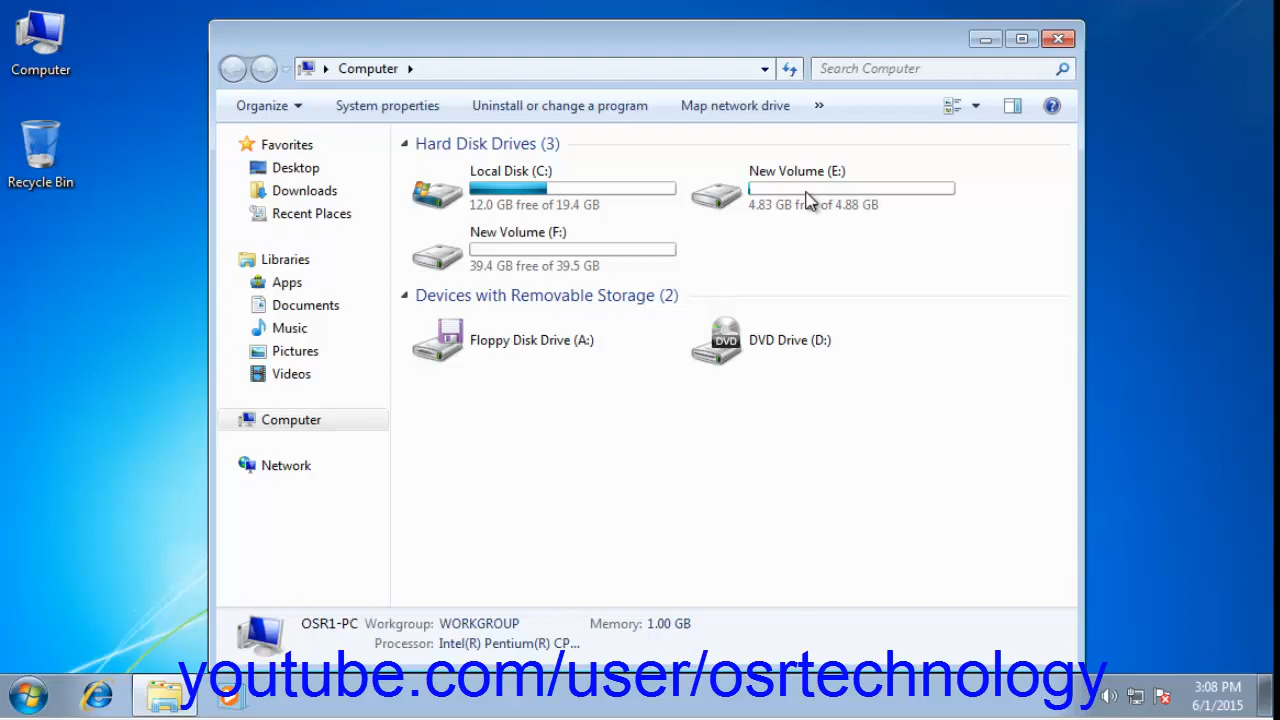 Computer
Recycle Bin
Computer
Search Computer
Organize
System properties
Uninstall or change a program
Map network drive
»
Favorites
Desktop
Downloads
Recent Places
Libraries
Apps
Documents
Music
Pictures
Videos
Computer
Network
Hard Disk Drives (3)
Local Disk (C:)
12.0 GB free of 19.4 GB
New Volume (E:)
4.83 GB free of 4.88 GB
New Volume (F:)
39.4 GB free of 39.5 GB
Devices with Removable Storage (2)
Floppy Disk Drive (A:)
DVD
DVD Drive (D:)
OSR1-PC Workgroup: WORKGROUP Memory: 1.00 GB
Processor: Intel(R) Pentium(R) CP...
youtube.com/user/osrtechnology
3:08 PM
6/1/2015